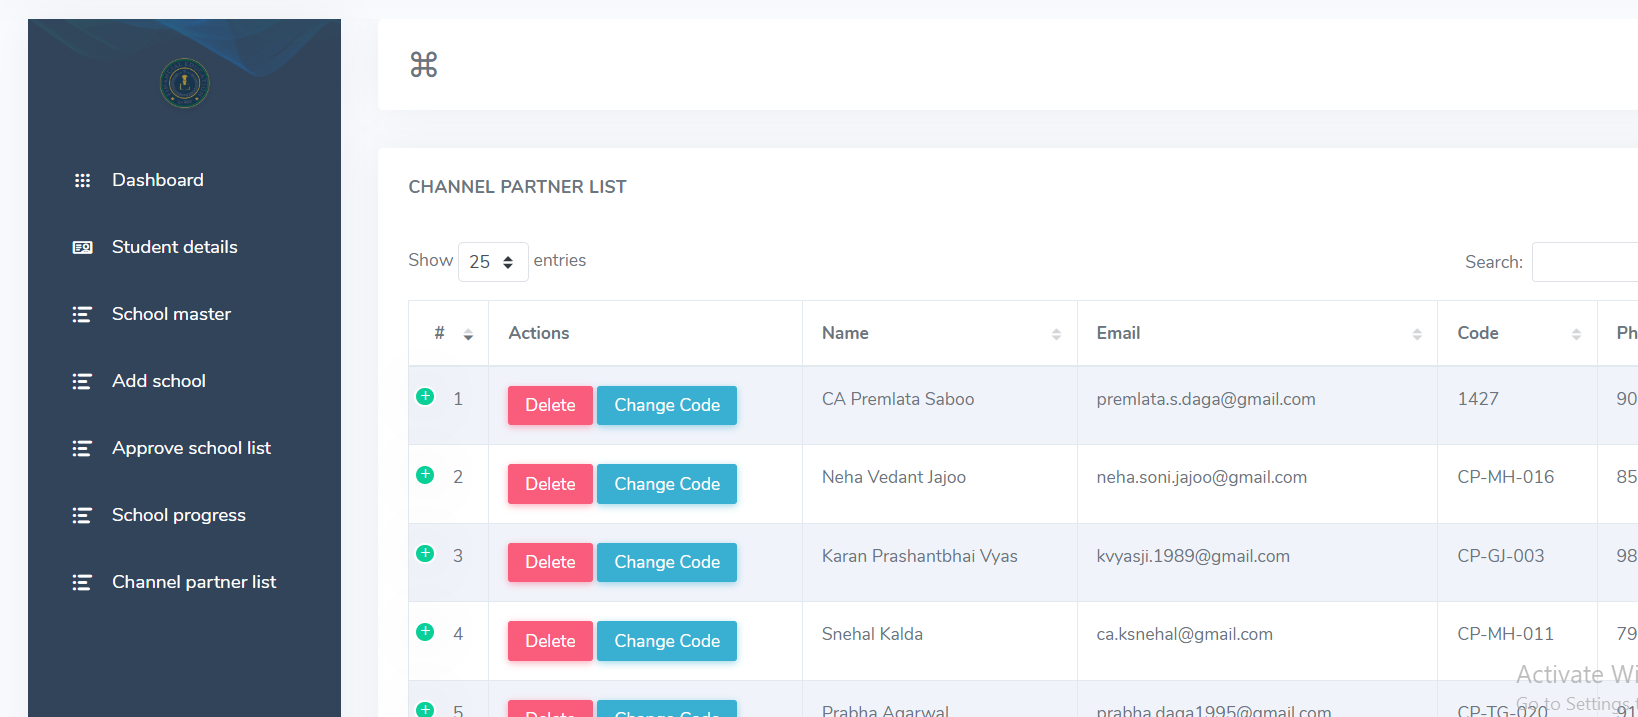 Dashboard
Student details
School master
Add school
Approve school list
School progress
Channel partner list
CHANNEL PARTNER LIST
Show 25 entries
Search:
# Actions Name Email Code Ph
1 Delete Change Code CA Premlata Saboo premlata.s.daga@gmail.com 1427 90
2 Delete Change Code Neha Vedant Jajoo neha.soni.jajoo@gmail.com CP-MH-016 85
3 Delete Change Code Karan Prashantbhai Vyas kvyasji.1989@gmail.com CP-GJ-003 98
4 Delete Change Code Snehal Kalda ca.ksnehal@gmail.com CP-MH-011 79
5 Delete Change Code Prabha Agarwal prabha.daga1995@gmail.com CP-TG-020 91
Activate Wi
Go to Settings t